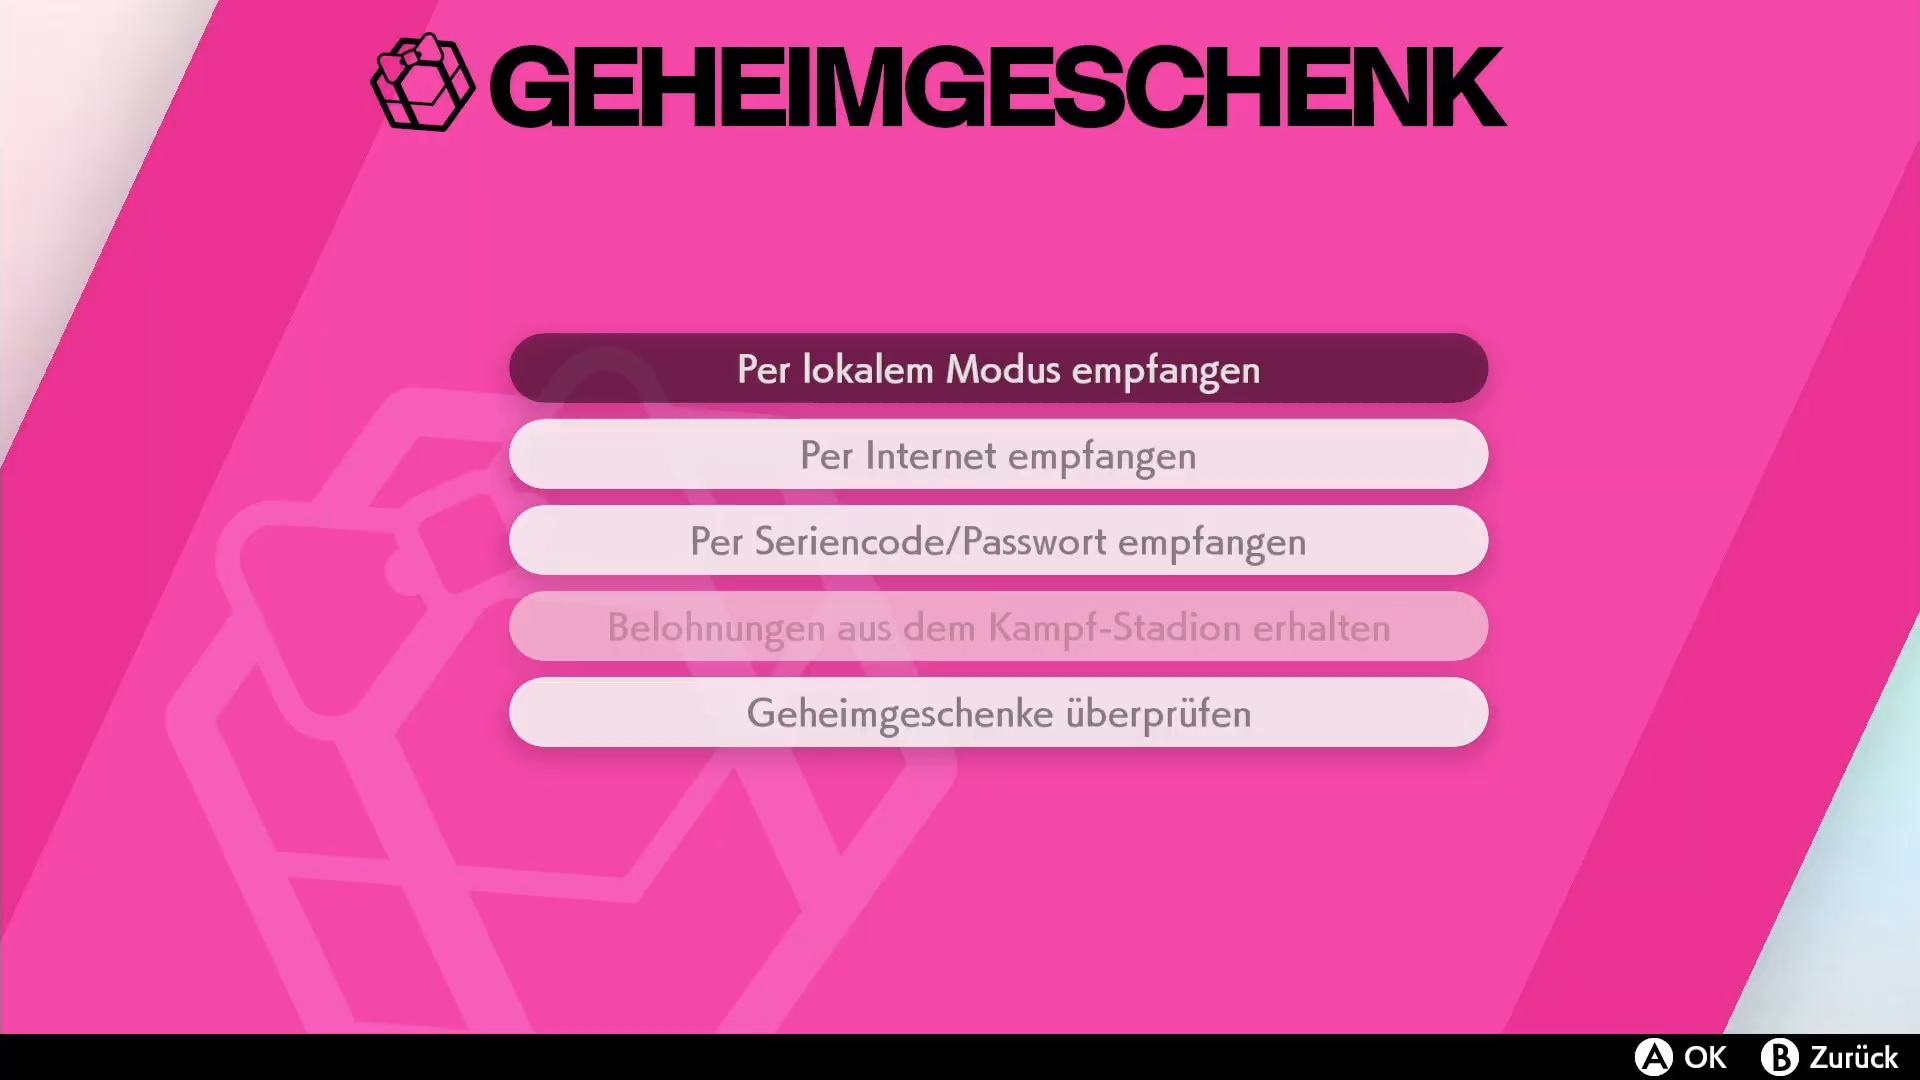 GEHEIMGESCHENK
Per lokalem Modus empfangen
Per Internet empfangen
Per Seriencode/Passwort empfangen
Belohnungen aus dem Kampf-Stadion erhalten
Geheimgeschenke überprüfen
A OK B Zurück